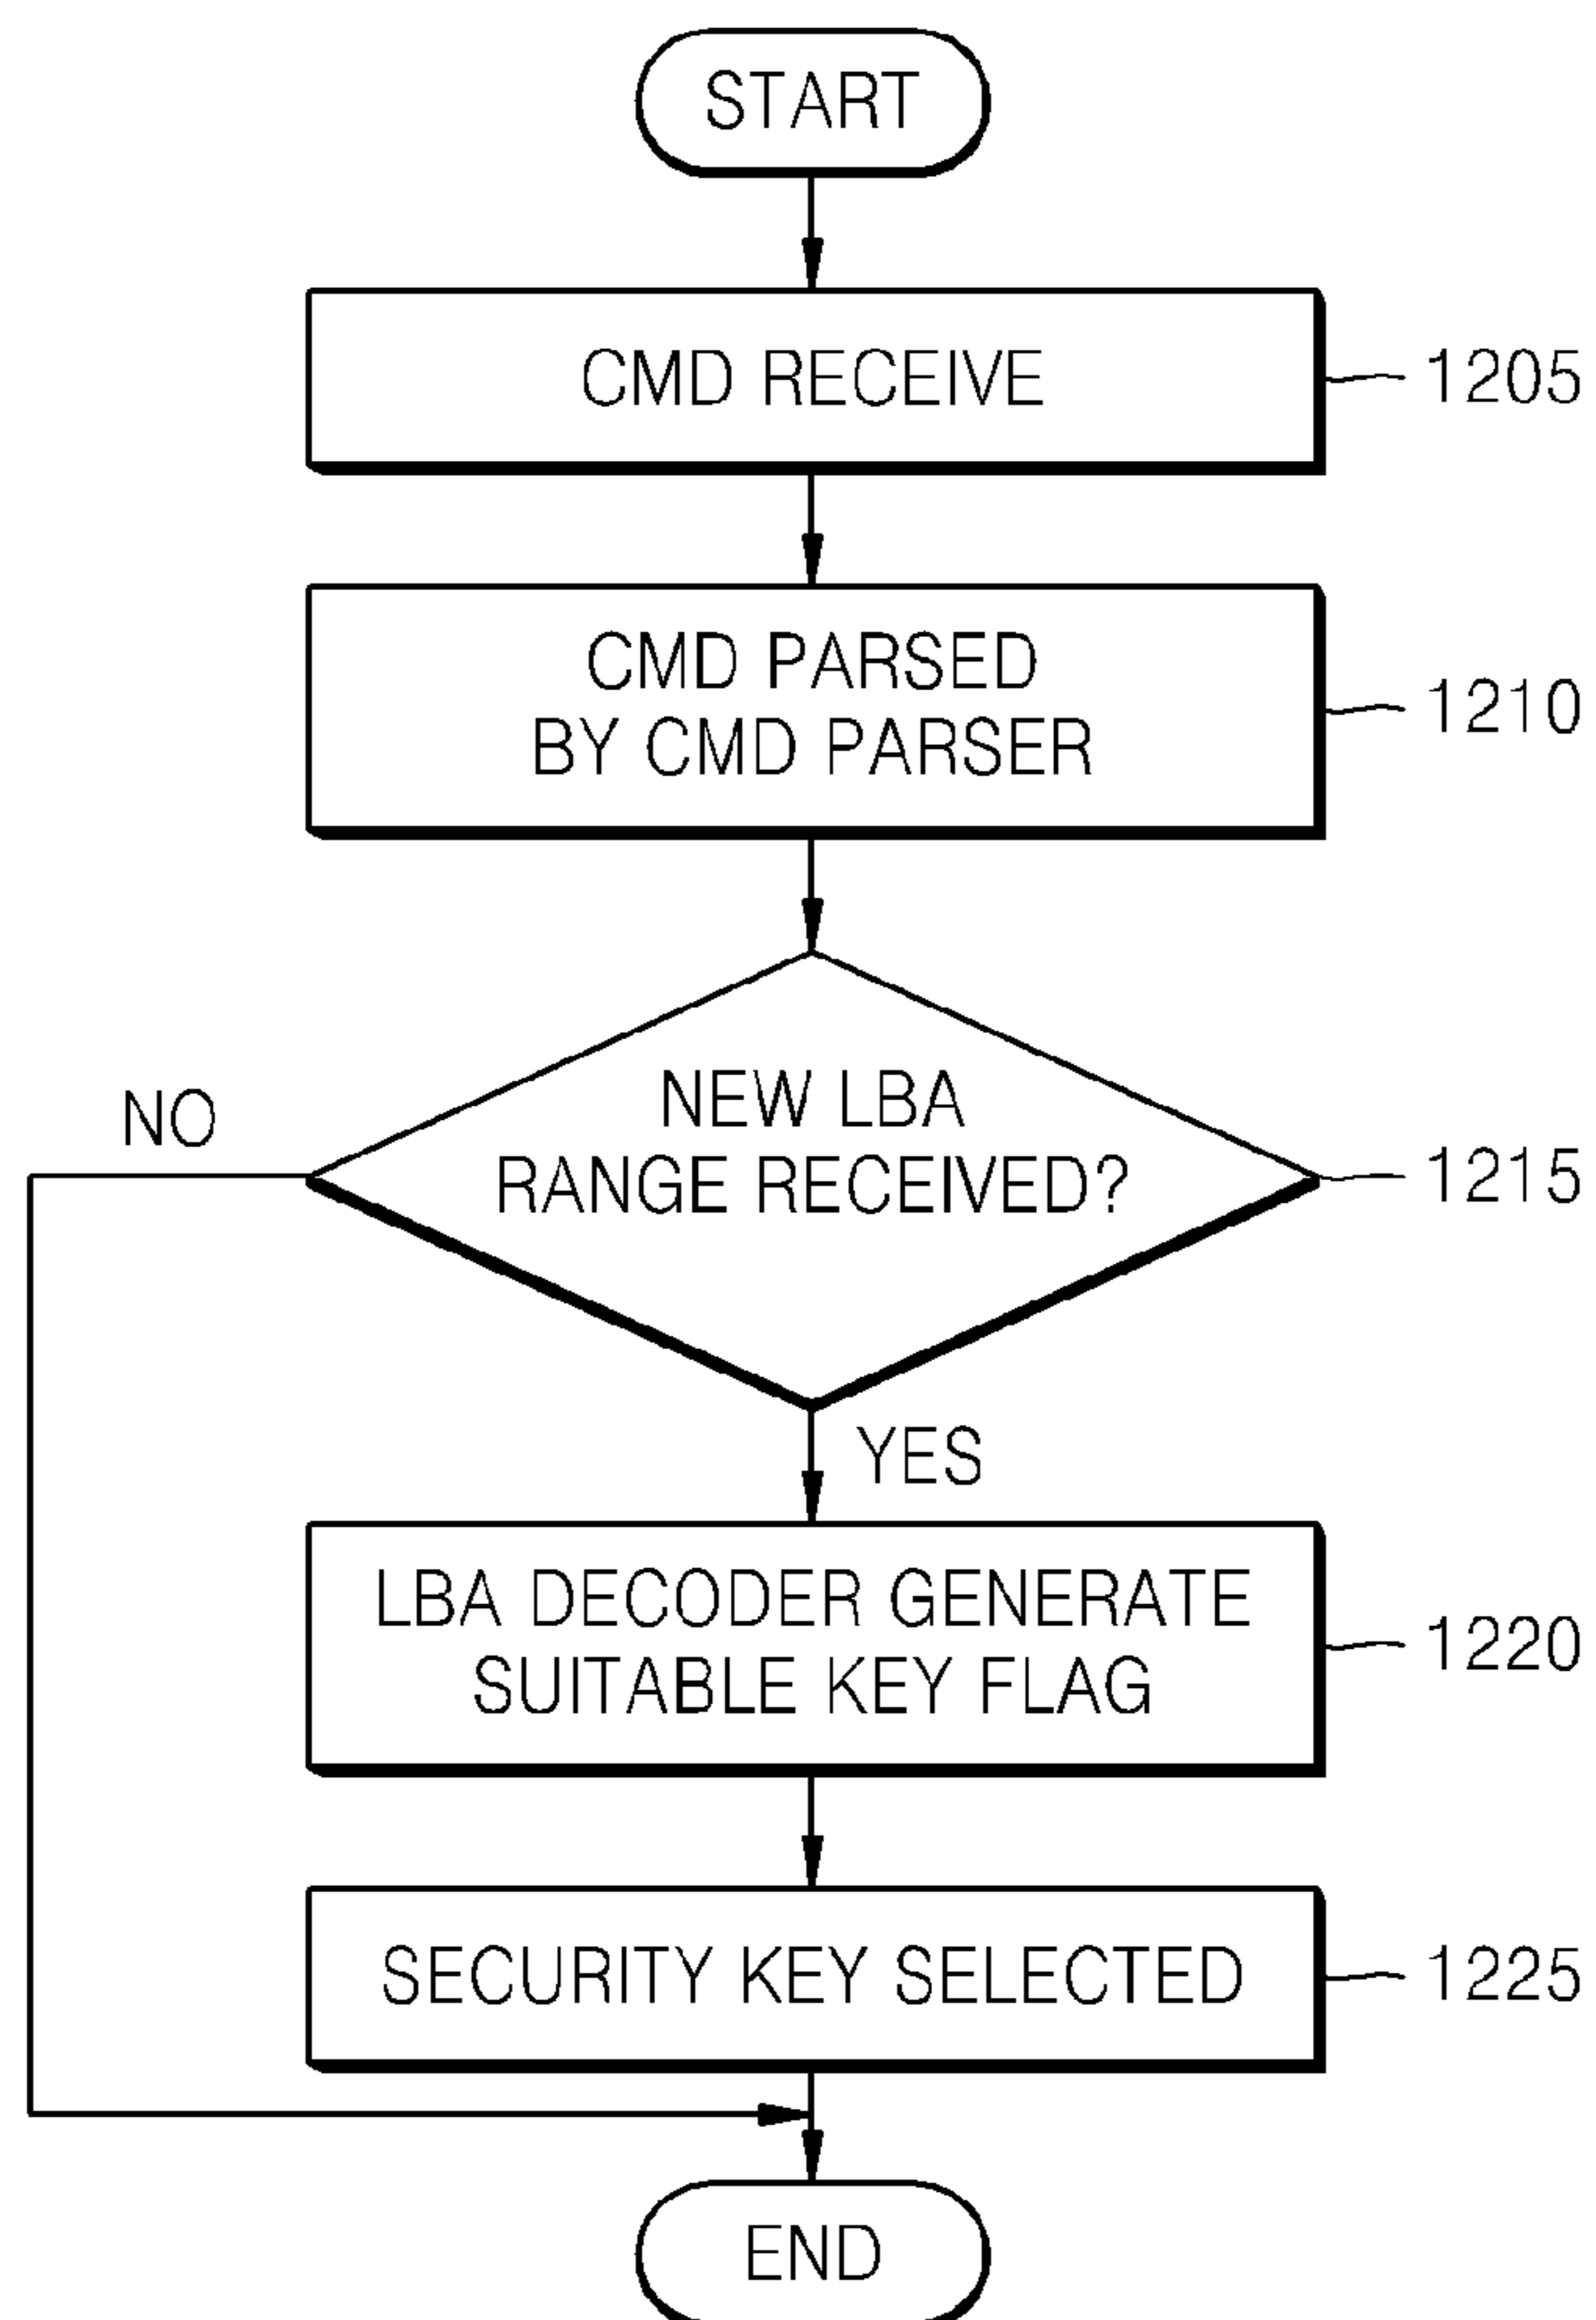 START
CMD RECEIVE
1205
CMD PARSED
BY CMD PARSER
1210
NEW LBA
RANGE RECEIVED?
1215
NO
YES
LBA DECODER GENERATE
SUITABLE KEY FLAG
1220
SECURITY KEY SELECTED
1225
END